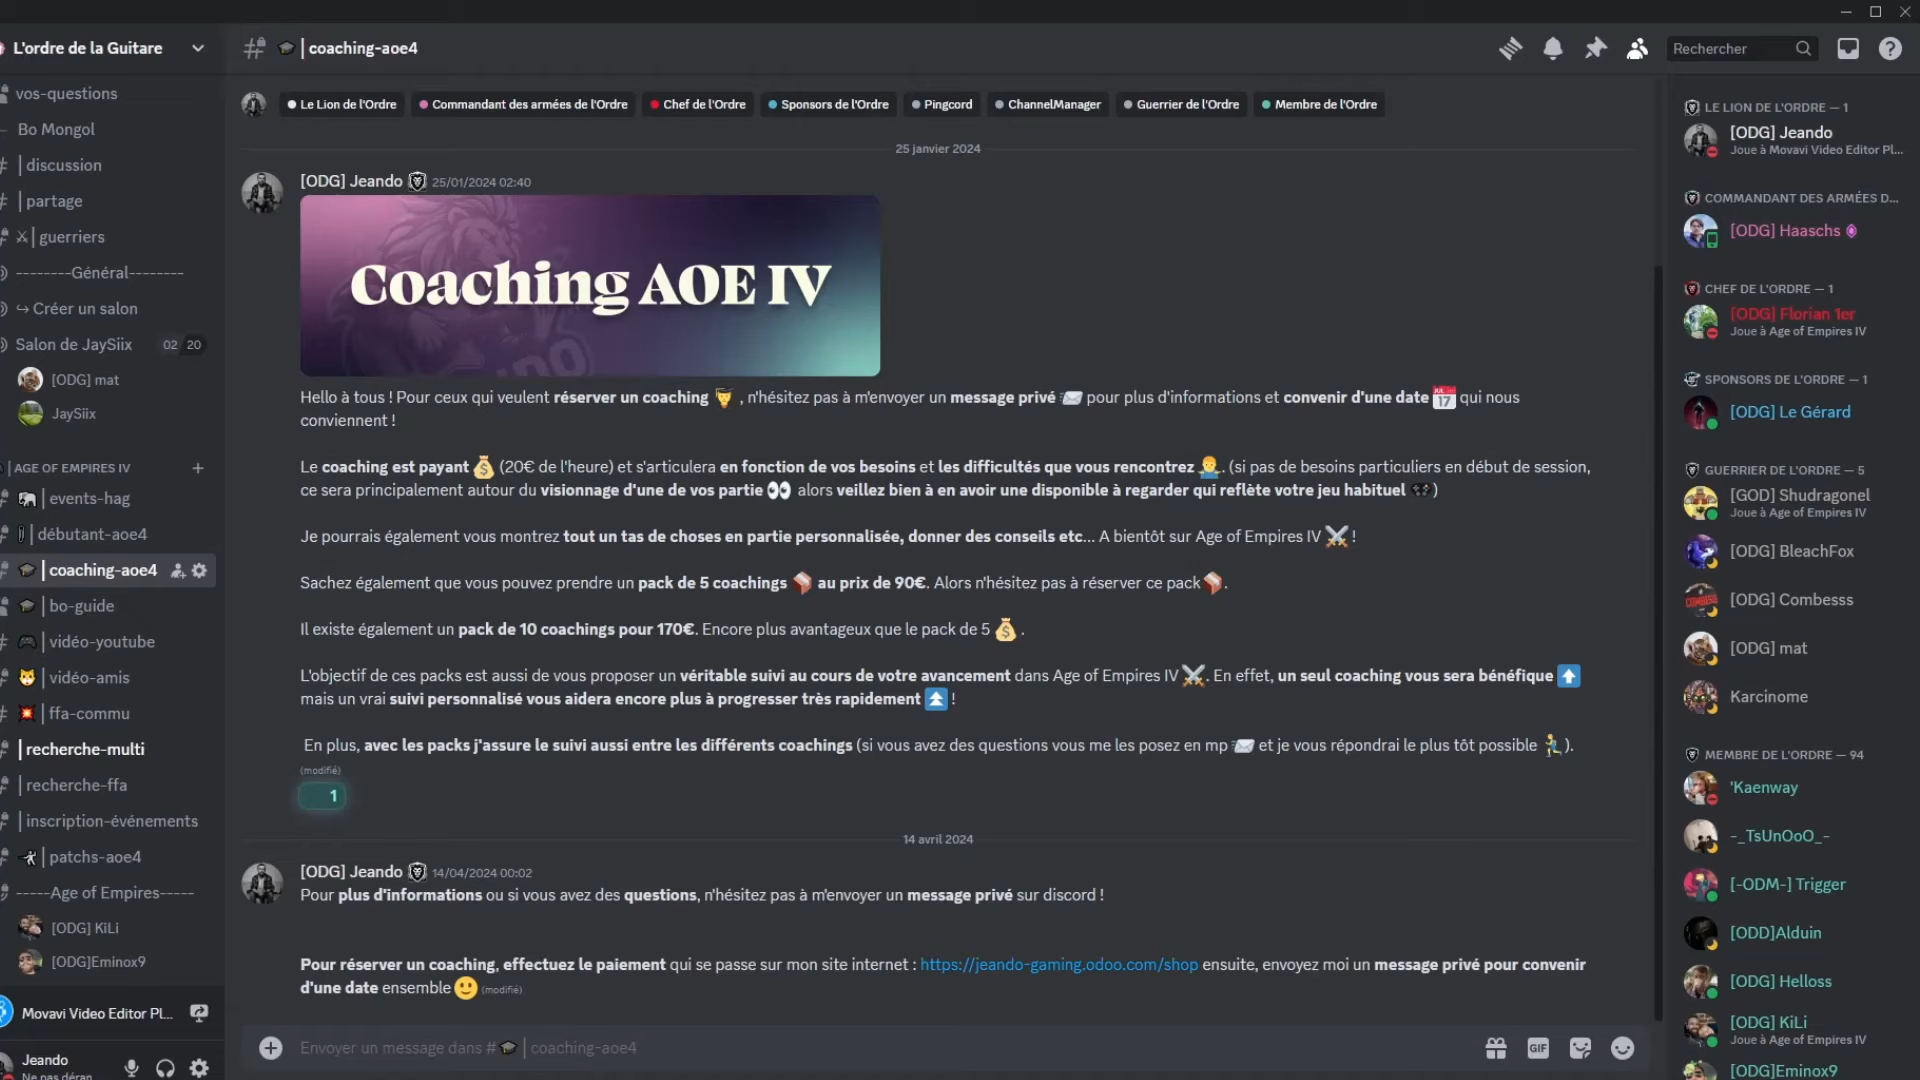 L'ordre de la Guitare
vos-questions
Bo Mongol
discussion
partage
guerriers
--------Général--------
Créer un salon
Salon de JaySiix 02 20
[ODG] mat
JaySiix
AGE OF EMPIRES IV
events-hag
débutant-aoe4
coaching-aoe4
bo-guide
vidéo-youtube
vidéo-amis
ffa-commu
recherche-multi
recherche-ffa
inscription-événements
patchs-aoe4
-----Age of Empires-----
[ODG] KiLi
[ODG]Eminox9
Movavi Video Editor Pl...
Jeando
Ne pas déran...
coaching-aoe4
Rechercher
Le Lion de l'Ordre Commandant des armées de l'Ordre Chef de l'Ordre Sponsors de l'Ordre Pingcord ChannelManager Guerrier de l'Ordre Membre de l'Ordre
25 janvier 2024
[ODG] Jeando 25/01/2024 02:40
Coaching AOE IV
Hello à tous ! Pour ceux qui veulent réserver un coaching , n'hésitez pas à m'envoyer un message privé pour plus d'informations et convenir d'une date JUL 17 qui nous
conviennent !
Le coaching est payant (20€ de l'heure) et s'articulera en fonction de vos besoins et les difficultés que vous rencontrez . (si pas de besoins particuliers en début de session,
ce sera principalement autour du visionnage d'une de vos partie alors veillez bien à en avoir une disponible à regarder qui reflète votre jeu habituel )
Je pourrais également vous montrez tout un tas de choses en partie personnalisée, donner des conseils etc... A bientôt sur Age of Empires IV !
Sachez également que vous pouvez prendre un pack de 5 coachings au prix de 90€. Alors n'hésitez pas à réserver ce pack .
Il existe également un pack de 10 coachings pour 170€. Encore plus avantageux que le pack de 5 .
L'objectif de ces packs est aussi de vous proposer un véritable suivi au cours de votre avancement dans Age of Empires IV . En effet, un seul coaching vous sera bénéfique
mais un vrai suivi personnalisé vous aidera encore plus à progresser très rapidement !
En plus, avec les packs j'assure le suivi aussi entre les différents coachings (si vous avez des questions vous me les posez en mp et je vous répondrai le plus tôt possible ).
(modifié)
1
14 avril 2024
[ODG] Jeando 14/04/2024 00:02
Pour plus d'informations ou si vous avez des questions, n'hésitez pas à m'envoyer un message privé sur discord !
Pour réserver un coaching, effectuez le paiement qui se passe sur mon site internet : https://jeando-gaming.odoo.com/shop ensuite, envoyez moi un message privé pour convenir
d'une date ensemble (modifié)
Envoyer un message dans # coaching-aoe4
GIF
LE LION DE L'ORDRE — 1
[ODG] Jeando
Joue à Movavi Video Editor Pl...
COMMANDANT DES ARMÉES D...
[ODG] Haaschs
CHEF DE L'ORDRE — 1
[ODG] Florian 1er
Joue à Age of Empires IV
SPONSORS DE L'ORDRE — 1
[ODG] Le Gérard
GUERRIER DE L'ORDRE — 5
[GOD] Shudragonel
Joue à Age of Empires IV
[ODG] BleachFox
[ODG] Combesss
[ODG] mat
Karcinome
MEMBRE DE L'ORDRE — 94
'Kaenway
-_TsUnOoO_-
[-ODM-] Trigger
[ODD]Alduin
[ODG] Helloss
[ODG] KiLi
Joue à Age of Empires IV
[ODG]Eminox9